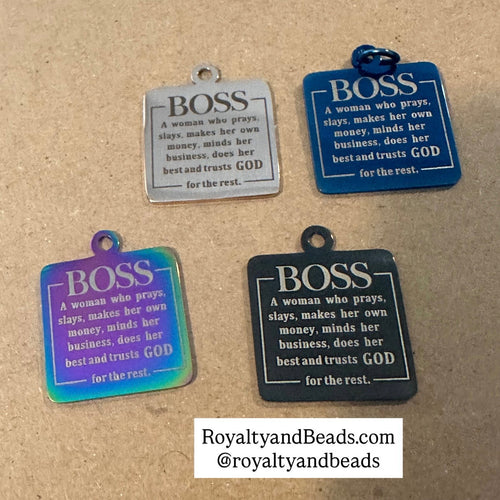 BOSS
A woman who prays,
slays, makes her own
money, minds her
business, does her
best and trusts GOD
for the rest.
BOSS
A woman who prays,
slays, makes her own
money, minds her
business, does her
best and trusts GOD
for the rest.
BOSS
A woman who prays,
slays, makes her own
money, minds her
business, does her
best and trusts GOD
for the rest.
BOSS
A woman who prays,
slays, makes her own
money, minds her
business, does her
best and trusts GOD
for the rest.
RoyaltyandBeads.com
@royaltyandbeads